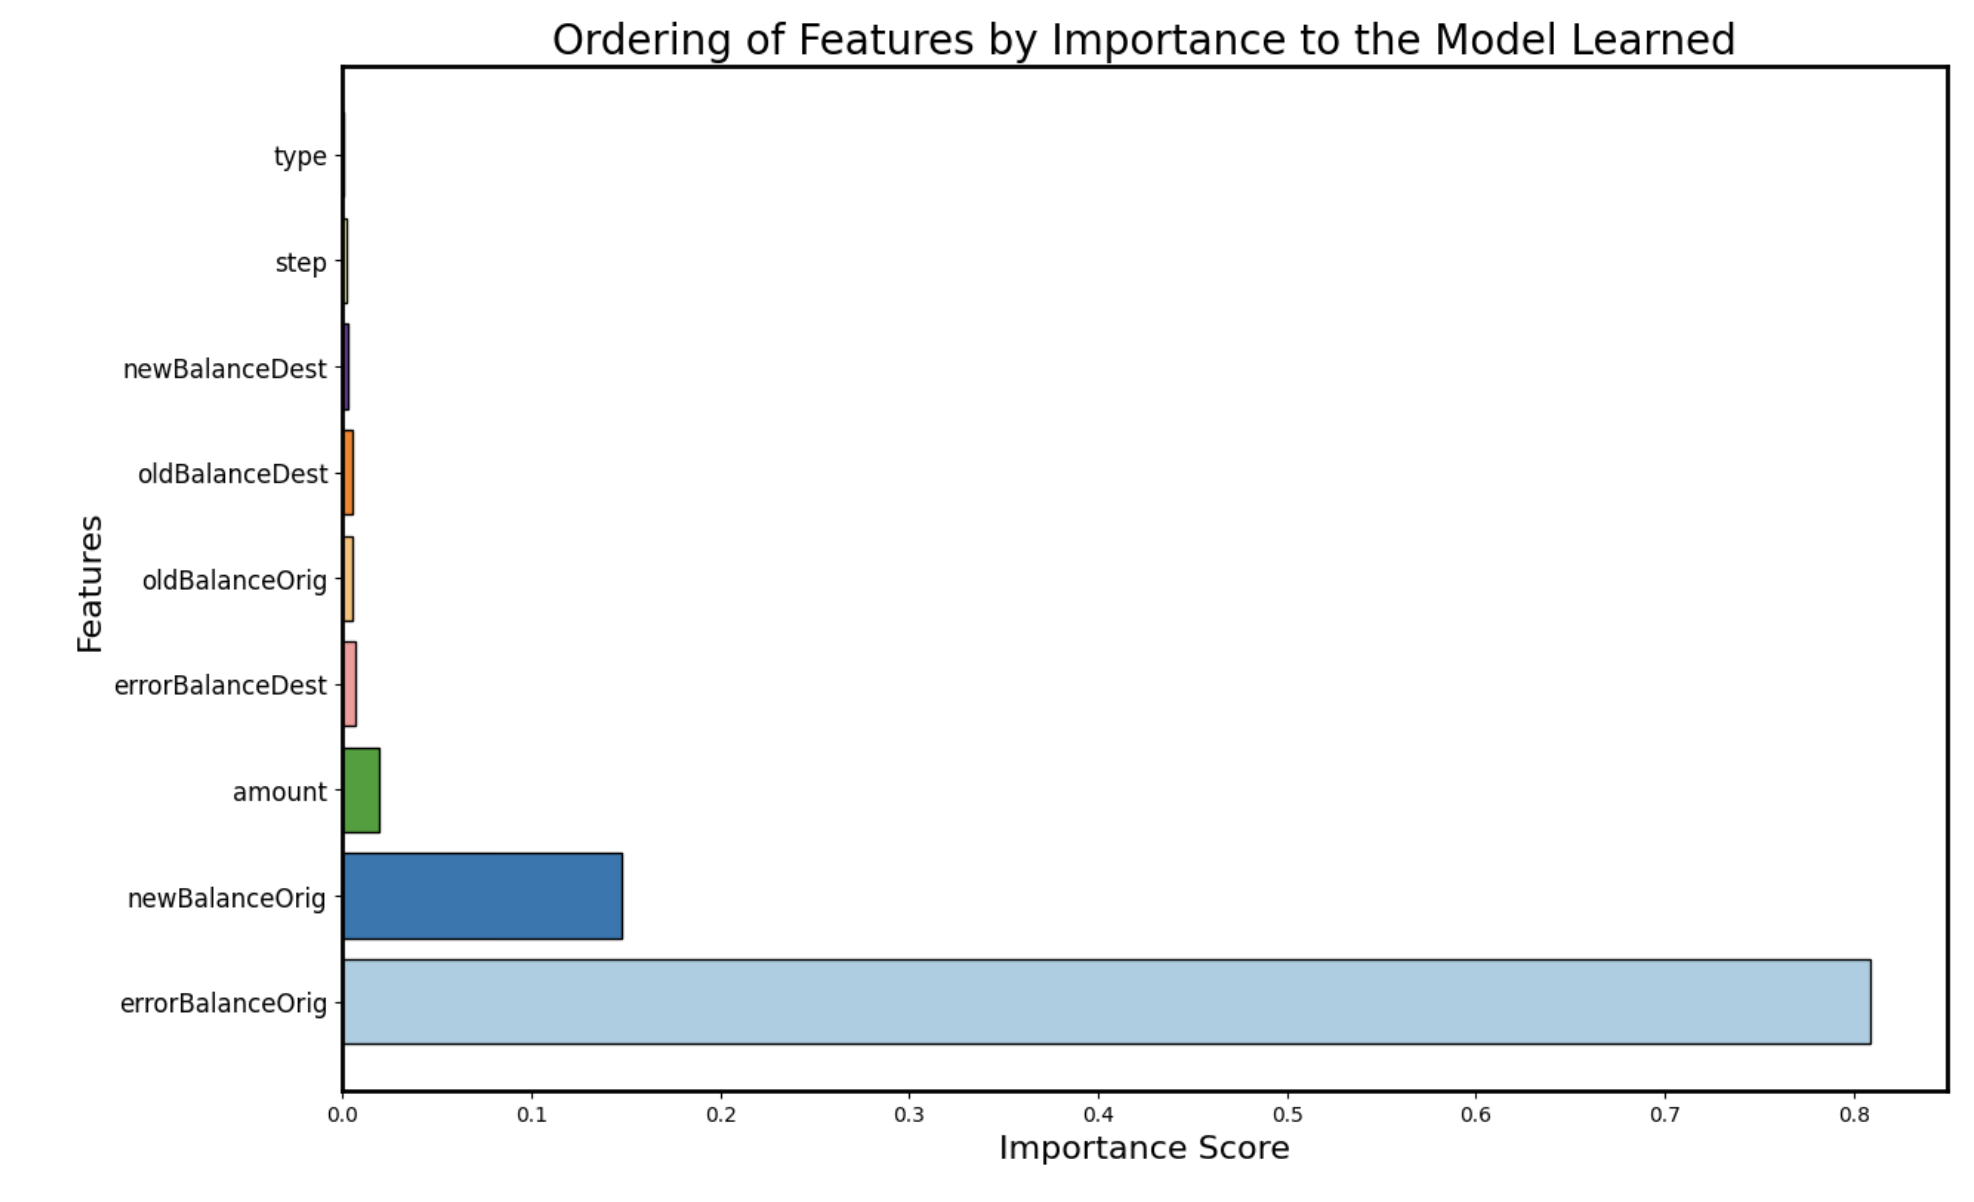 Ordering of Features by Importance to the Model Learned
type
step
newBalanceDest
oldBalanceDest
oldBalanceOrig
errorBalanceDest
amount
newBalanceOrig
errorBalanceOrig
Features
0.0 0.1 0.2 0.3 0.4 0.5 0.6 0.7 0.8
Importance Score